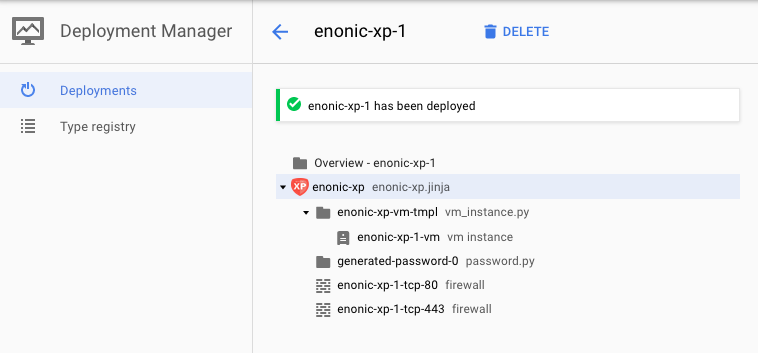 Deployment Manager
enonic-xp-1
DELETE
Deployments
Type registry
enonic-xp-1 has been deployed
Overview - enonic-xp-1
XP enonic-xp enonic-xp.jinja
enonic-xp-vm-tmpl vm_instance.py
enonic-xp-1-vm vm instance
generated-password-0 password.py
enonic-xp-1-tcp-80 firewall
enonic-xp-1-tcp-443 firewall